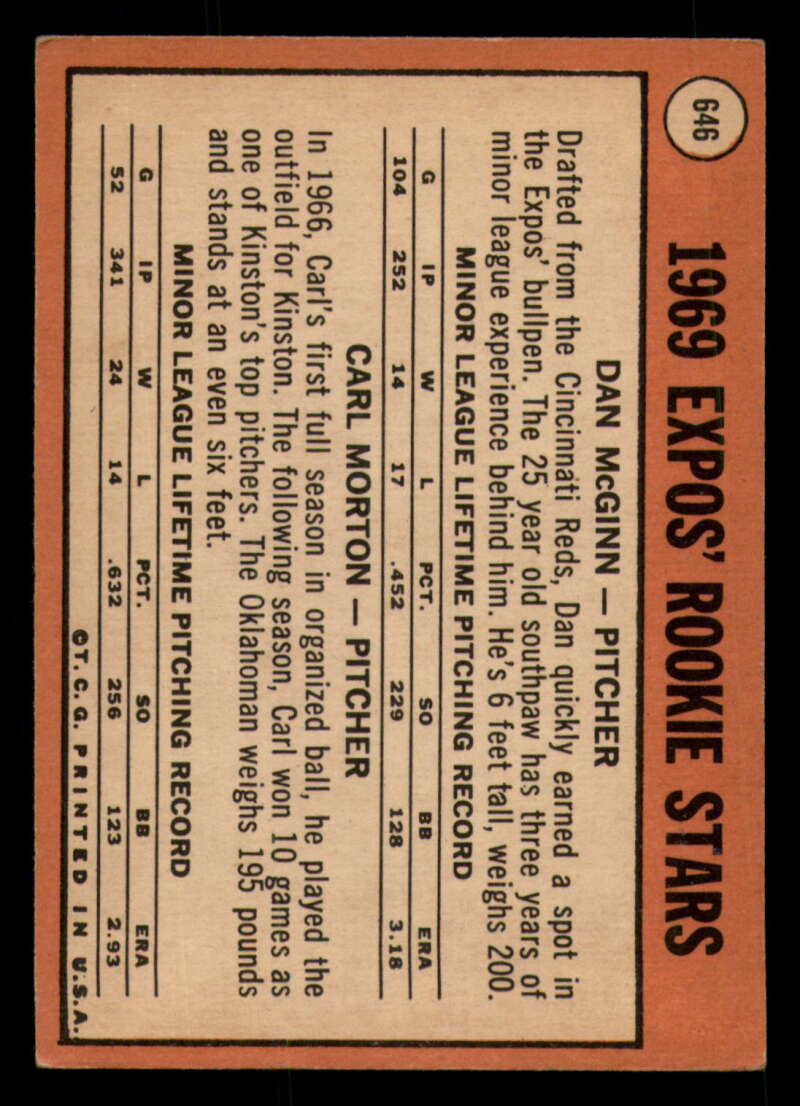 646
1969 EXPOS' ROOKIE STARS
DAN McGINN — PITCHER
Drafted from the Cincinnati Reds, Dan quickly earned a spot in
the Expos' bullpen. The 25 year old southpaw has three years of
minor league experience behind him. He's 6 feet tall, weighs 200.
MINOR LEAGUE LIFETIME PITCHING RECORD
G IP W L PCT. SO BB ERA
104 252 14 17 .452 229 128 3.18
CARL MORTON — PITCHER
In 1966, Carl's first full season in organized ball, he played the
outfield for Kinston. The following season, Carl won 10 games as
one of Kinston's top pitchers. The Oklahoman weighs 195 pounds
and stands at an even six feet.
MINOR LEAGUE LIFETIME PITCHING RECORD
G IP W L PCT. SO BB ERA
52 341 24 14 .632 256 123 2.93
©T.C.G. PRINTED IN U.S.A.